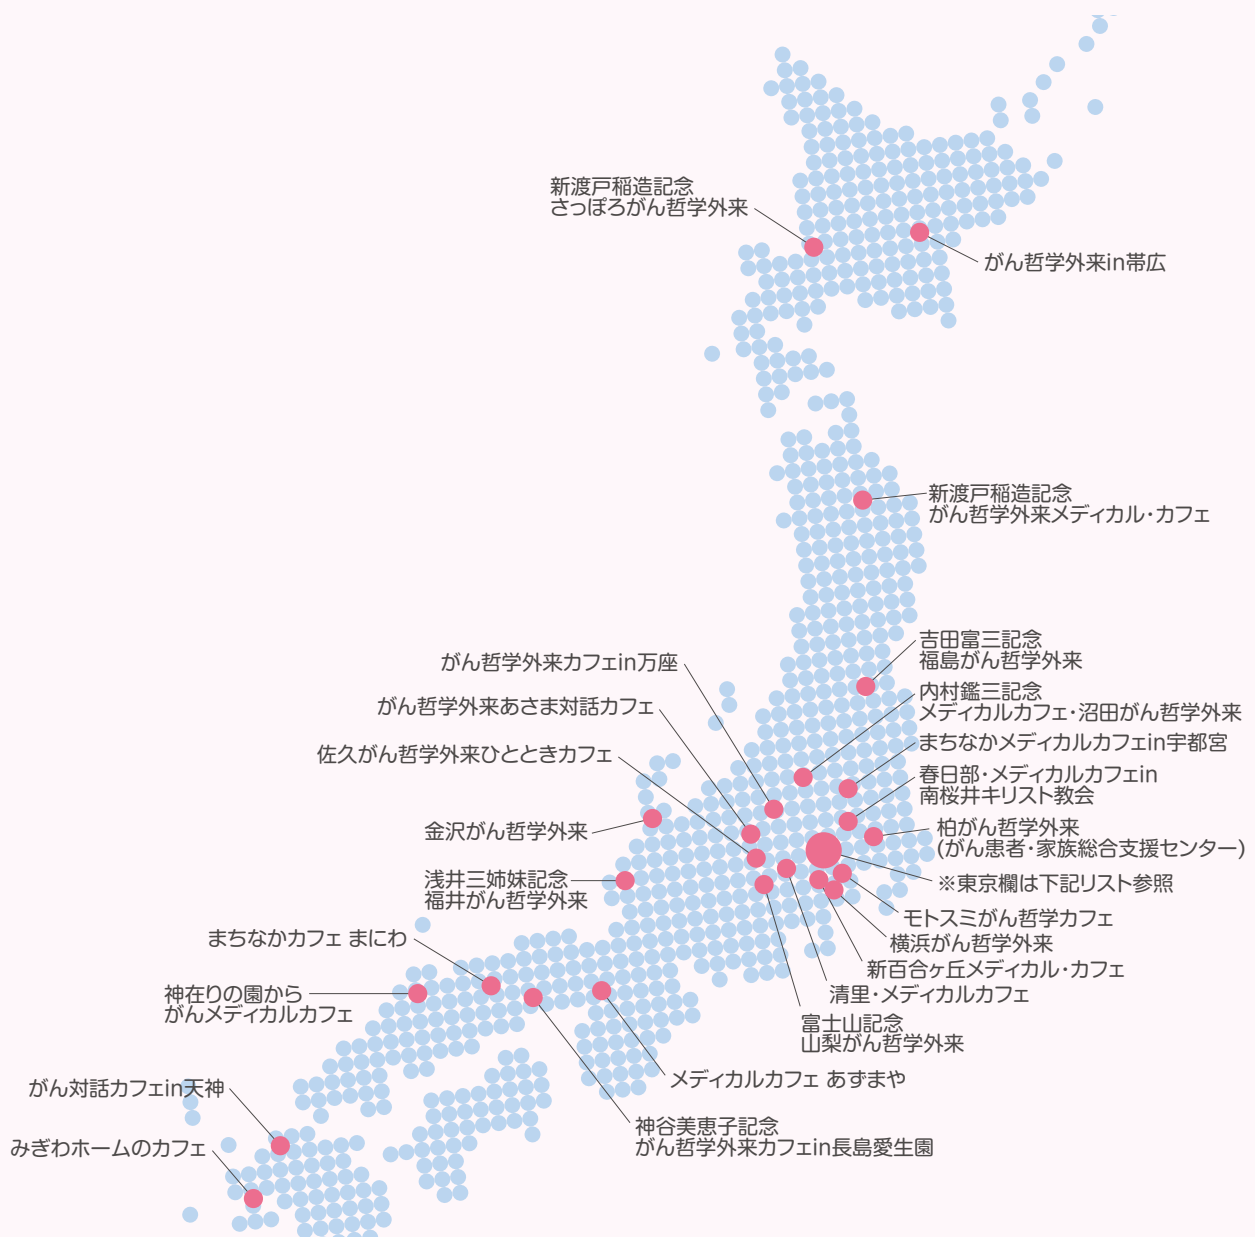 新渡戸稲造記念
さっぽろがん哲学外来
がん哲学外来in帯広
新渡戸稲造記念
がん哲学外来メディカル・カフェ
吉田富三記念
福島がん哲学外来
がん哲学外来カフェin万座
内村鑑三記念
メディカルカフェ・沼田がん哲学外来
がん哲学外来あさま対話カフェ
まちなかメディカルカフェin宇都宮
佐久がん哲学外来ひとときカフェ
春日部・メディカルカフェin
南桜井キリスト教会
金沢がん哲学外来
柏がん哲学外来
(がん患者・家族総合支援センター)
浅井三姉妹記念
福井がん哲学外来
※東京欄は下記リスト参照
モトスミがん哲学カフェ
まちなかカフェ まにわ
横浜がん哲学外来
新百合ヶ丘メディカル・カフェ
神在りの園から
がんメディカルカフェ
清里・メディカルカフェ
富士山記念
山梨がん哲学外来
メディカルカフェ あずまや
がん対話カフェin天神
神谷美恵子記念
がん哲学外来カフェin長島愛生園
みぎわホームのカフェ